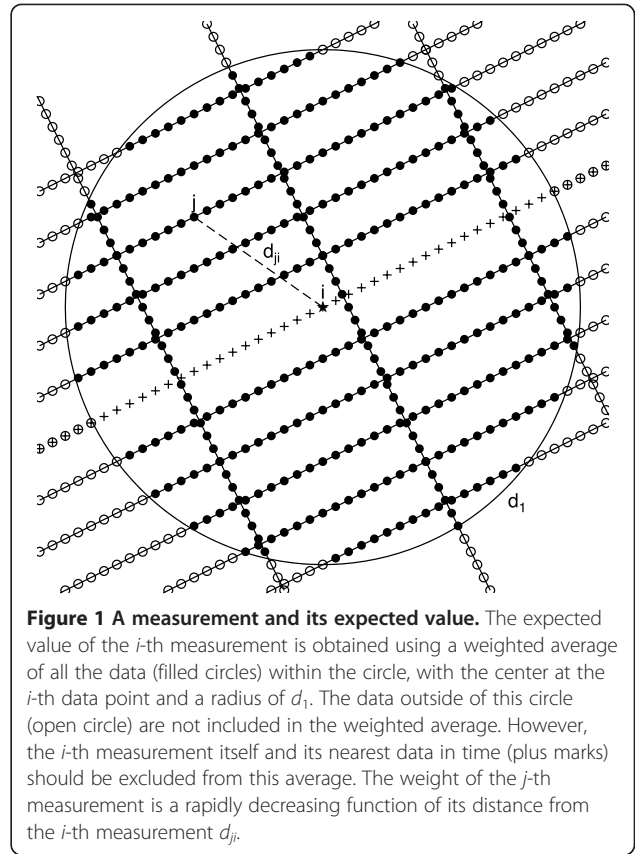 j
d_ji
i
d_1
Figure 1 A measurement and its expected value. The expected
value of the i-th measurement is obtained using a weighted average
of all the data (filled circles) within the circle, with the center at the
i-th data point and a radius of d_1. The data outside of this circle
(open circle) are not included in the weighted average. However,
the i-th measurement itself and its nearest data in time (plus marks)
should be excluded from this average. The weight of the j-th
measurement is a rapidly decreasing function of its distance from
the i-th measurement d_ji.